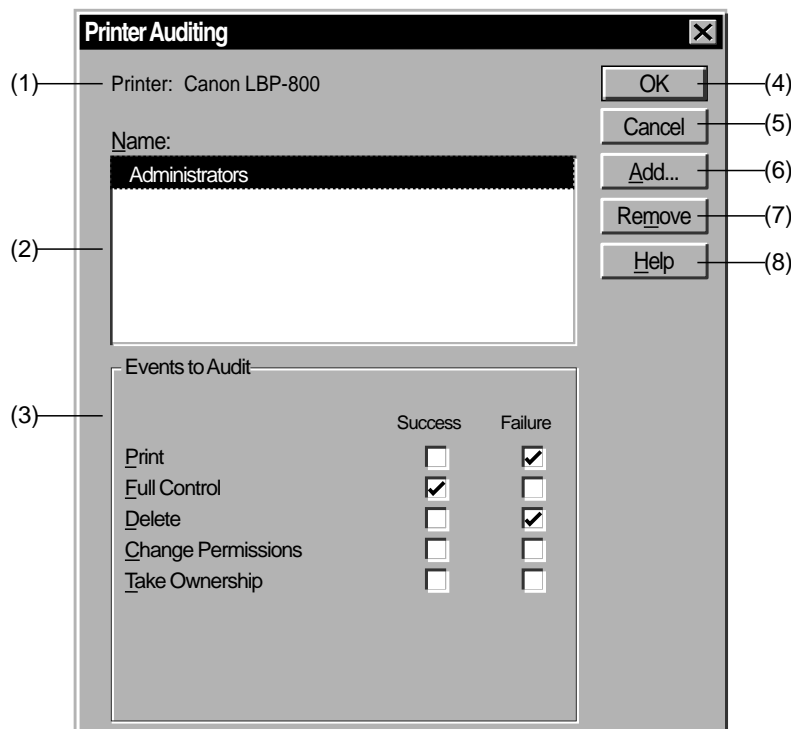 Printer Auditing
(1) Printer: Canon LBP-800 OK (4)
Cancel (5)
Name:
Administrators Add... (6)
Remove (7)
(2) Help (8)
Events to Audit
(3) Success Failure
Print
Full Control
Delete
Change Permissions
Take Ownership